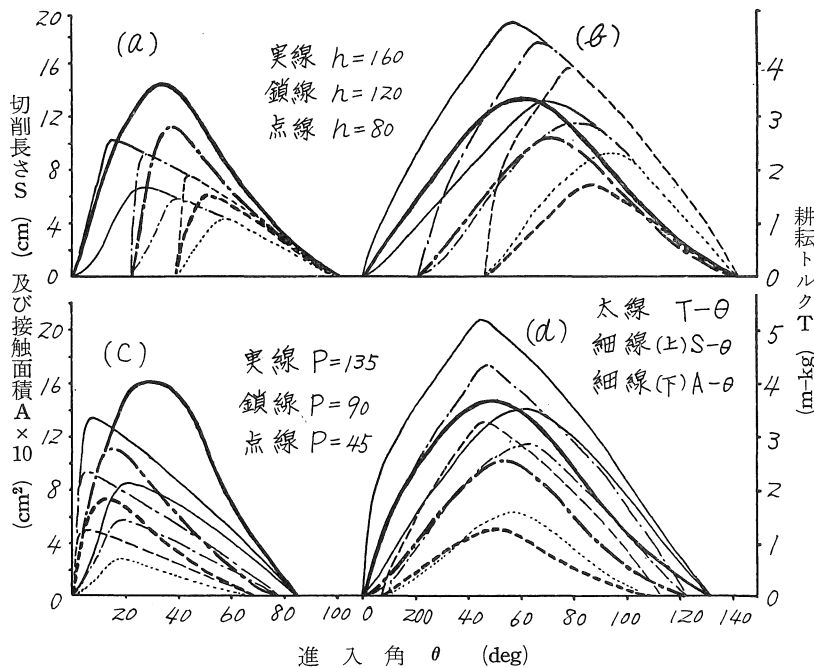 20
16
12
8
4
0
(a)
実線 h=160
鎖線 h=120
点線 h=80
(b)
4
3
2
1
0
切削長さS (cm) 及び接触面積A×10 (cm²)
耕耘トルクT (m-kg)
20
16
12
8
4
0
(c)
実線 P=135
鎖線 P=90
点線 P=45
(d)
太線 T-θ
細線(上)S-θ
細線(下)A-θ
5
4
3
2
1
0
20 40 60 80 100 0 200 40 60 80 100 120 140
進入角 θ (deg)